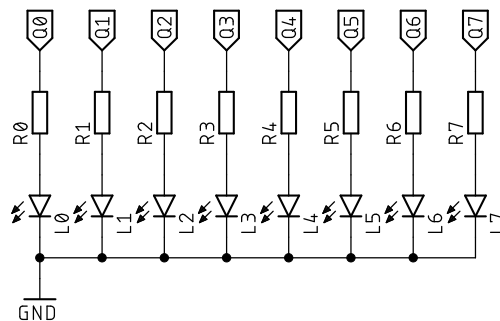 Q0 Q1 Q2 Q3 Q4 Q5 Q6 Q7
R0 R1 R2 R3 R4 R5 R6 R7
L0 L1 L2 L3 L4 L5 L6 L7
GND